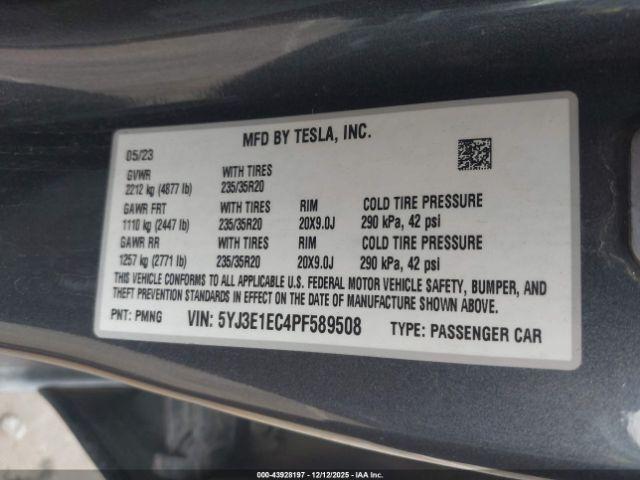 MFD BY TESLA, INC.
05/23
GVWR WITH TIRES
2212 kg (4877 lb) 235/35R20
GAWR FRT WITH TIRES RIM COLD TIRE PRESSURE
1110 kg (2447 lb) 235/35R20 20X9.0J 290 kPa, 42 psi
GAWR RR WITH TIRES RIM COLD TIRE PRESSURE
1257 kg (2771 lb) 235/35R20 20X9.0J 290 kPa, 42 psi
THIS VEHICLE CONFORMS TO ALL APPLICABLE U.S. FEDERAL MOTOR VEHICLE SAFETY, BUMPER, AND
THEFT PREVENTION STANDARDS IN EFFECT ON THE DATE OF MANUFACTURE SHOWN ABOVE.
PNT: PMNG VIN: 5YJ3E1EC4PF589508 TYPE: PASSENGER CAR
000-43928197 - 12/12/2025 - IAA Inc.